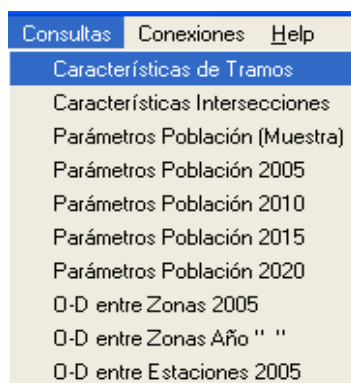 Consultas Conexiones Help
Características de Tramos
Características Intersecciones
Parámetros Población (Muestra)
Parámetros Población 2005
Parámetros Población 2010
Parámetros Población 2015
Parámetros Población 2020
O-D entre Zonas 2005
O-D entre Zonas Año " "
O-D entre Estaciones 2005